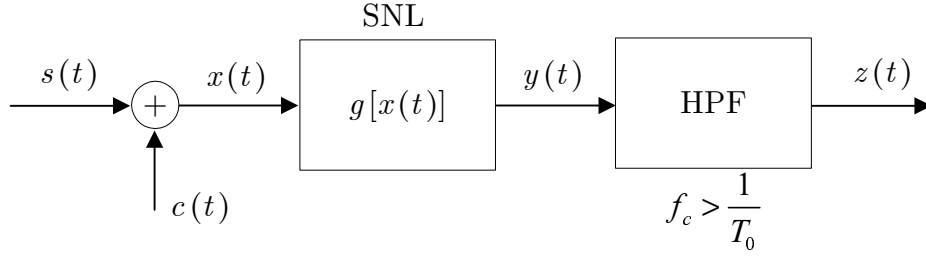 SNL
s(t)
x(t)
y(t)
z(t)
+
g[x(t)]
HPF
c(t)
f_c > 1/T_0